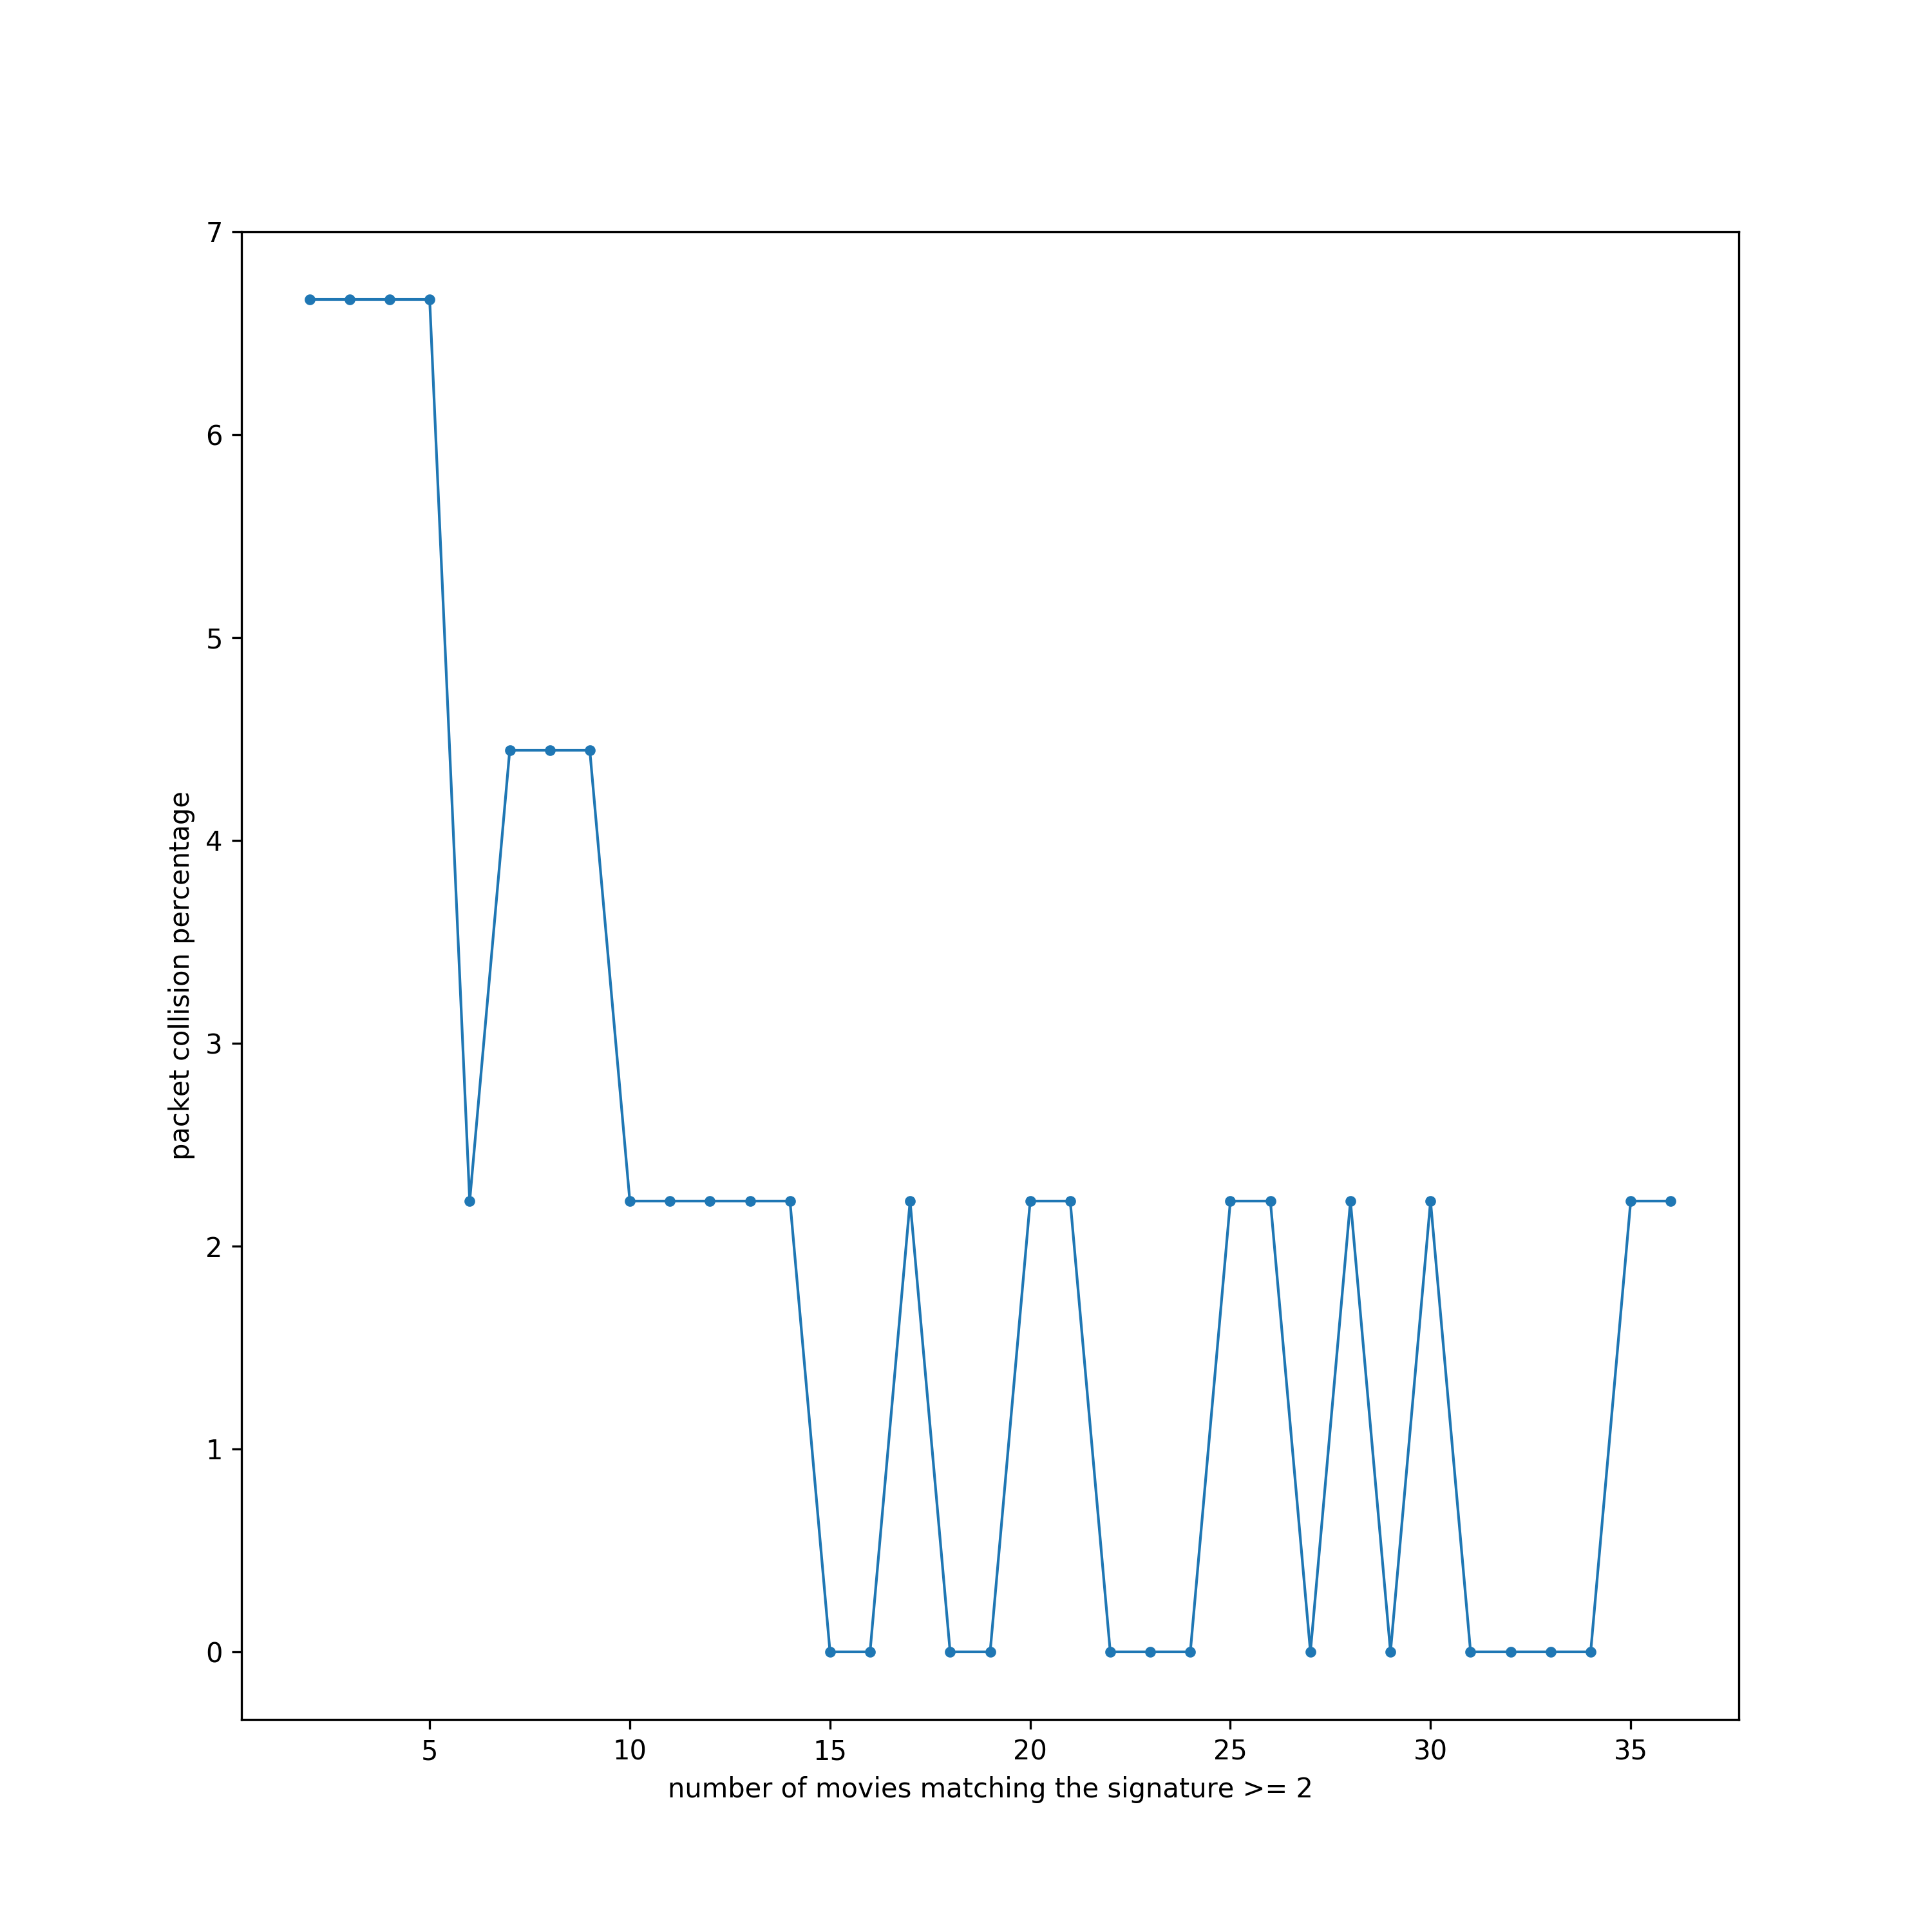 7
6
5
4
3
2
1
0
packet collision percentage
5 10 15 20 25 30 35
number of movies matching the signature >= 2